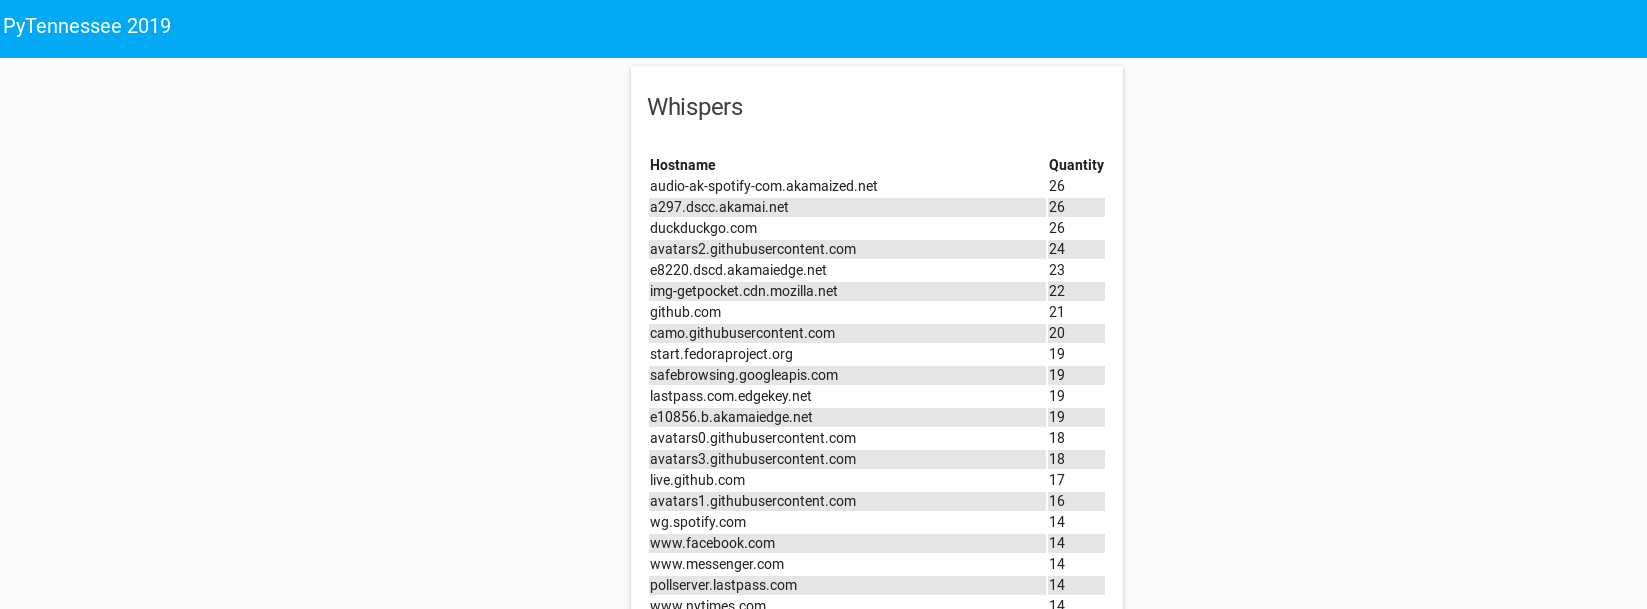 PyTennessee 2019
Whispers
Hostname Quantity
audio-ak-spotify-com.akamaized.net 26
a297.dscc.akamai.net 26
duckduckgo.com 26
avatars2.githubusercontent.com 24
e8220.dscd.akamaiedge.net 23
img-getpocket.cdn.mozilla.net 22
github.com 21
camo.githubusercontent.com 20
start.fedoraproject.org 19
safebrowsing.googleapis.com 19
lastpass.com.edgekey.net 19
e10856.b.akamaiedge.net 19
avatars0.githubusercontent.com 18
avatars3.githubusercontent.com 18
live.github.com 17
avatars1.githubusercontent.com 16
wg.spotify.com 14
www.facebook.com 14
www.messenger.com 14
pollserver.lastpass.com 14
www.nytimes.com 14